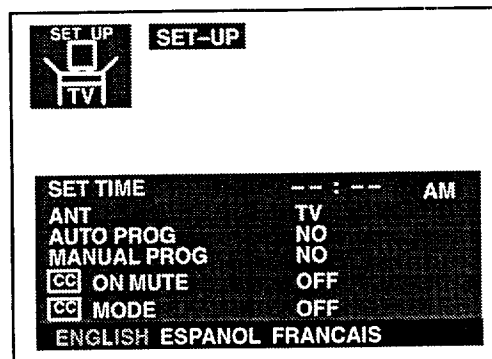 SET UP
SET–UP
TV
SET TIME – – : – – AM
ANT TV
AUTO PROG NO
MANUAL PROG NO
CC ON MUTE OFF
CC MODE OFF
ENGLISH ESPANOL FRANCAIS